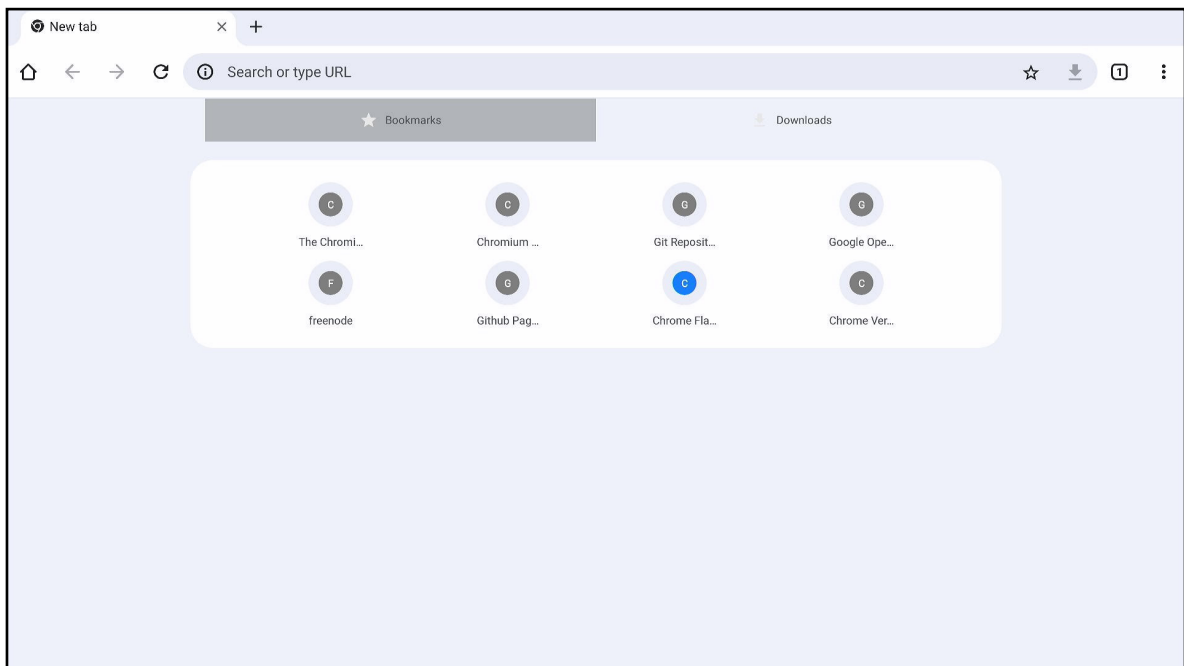 New tab
Search or type URL
1
Bookmarks
Downloads
C
C
G
G
The Chromi...
Chromium ...
Git Reposit...
Google Ope...
F
G
C
C
freenode
Github Pag...
Chrome Fla...
Chrome Ver...